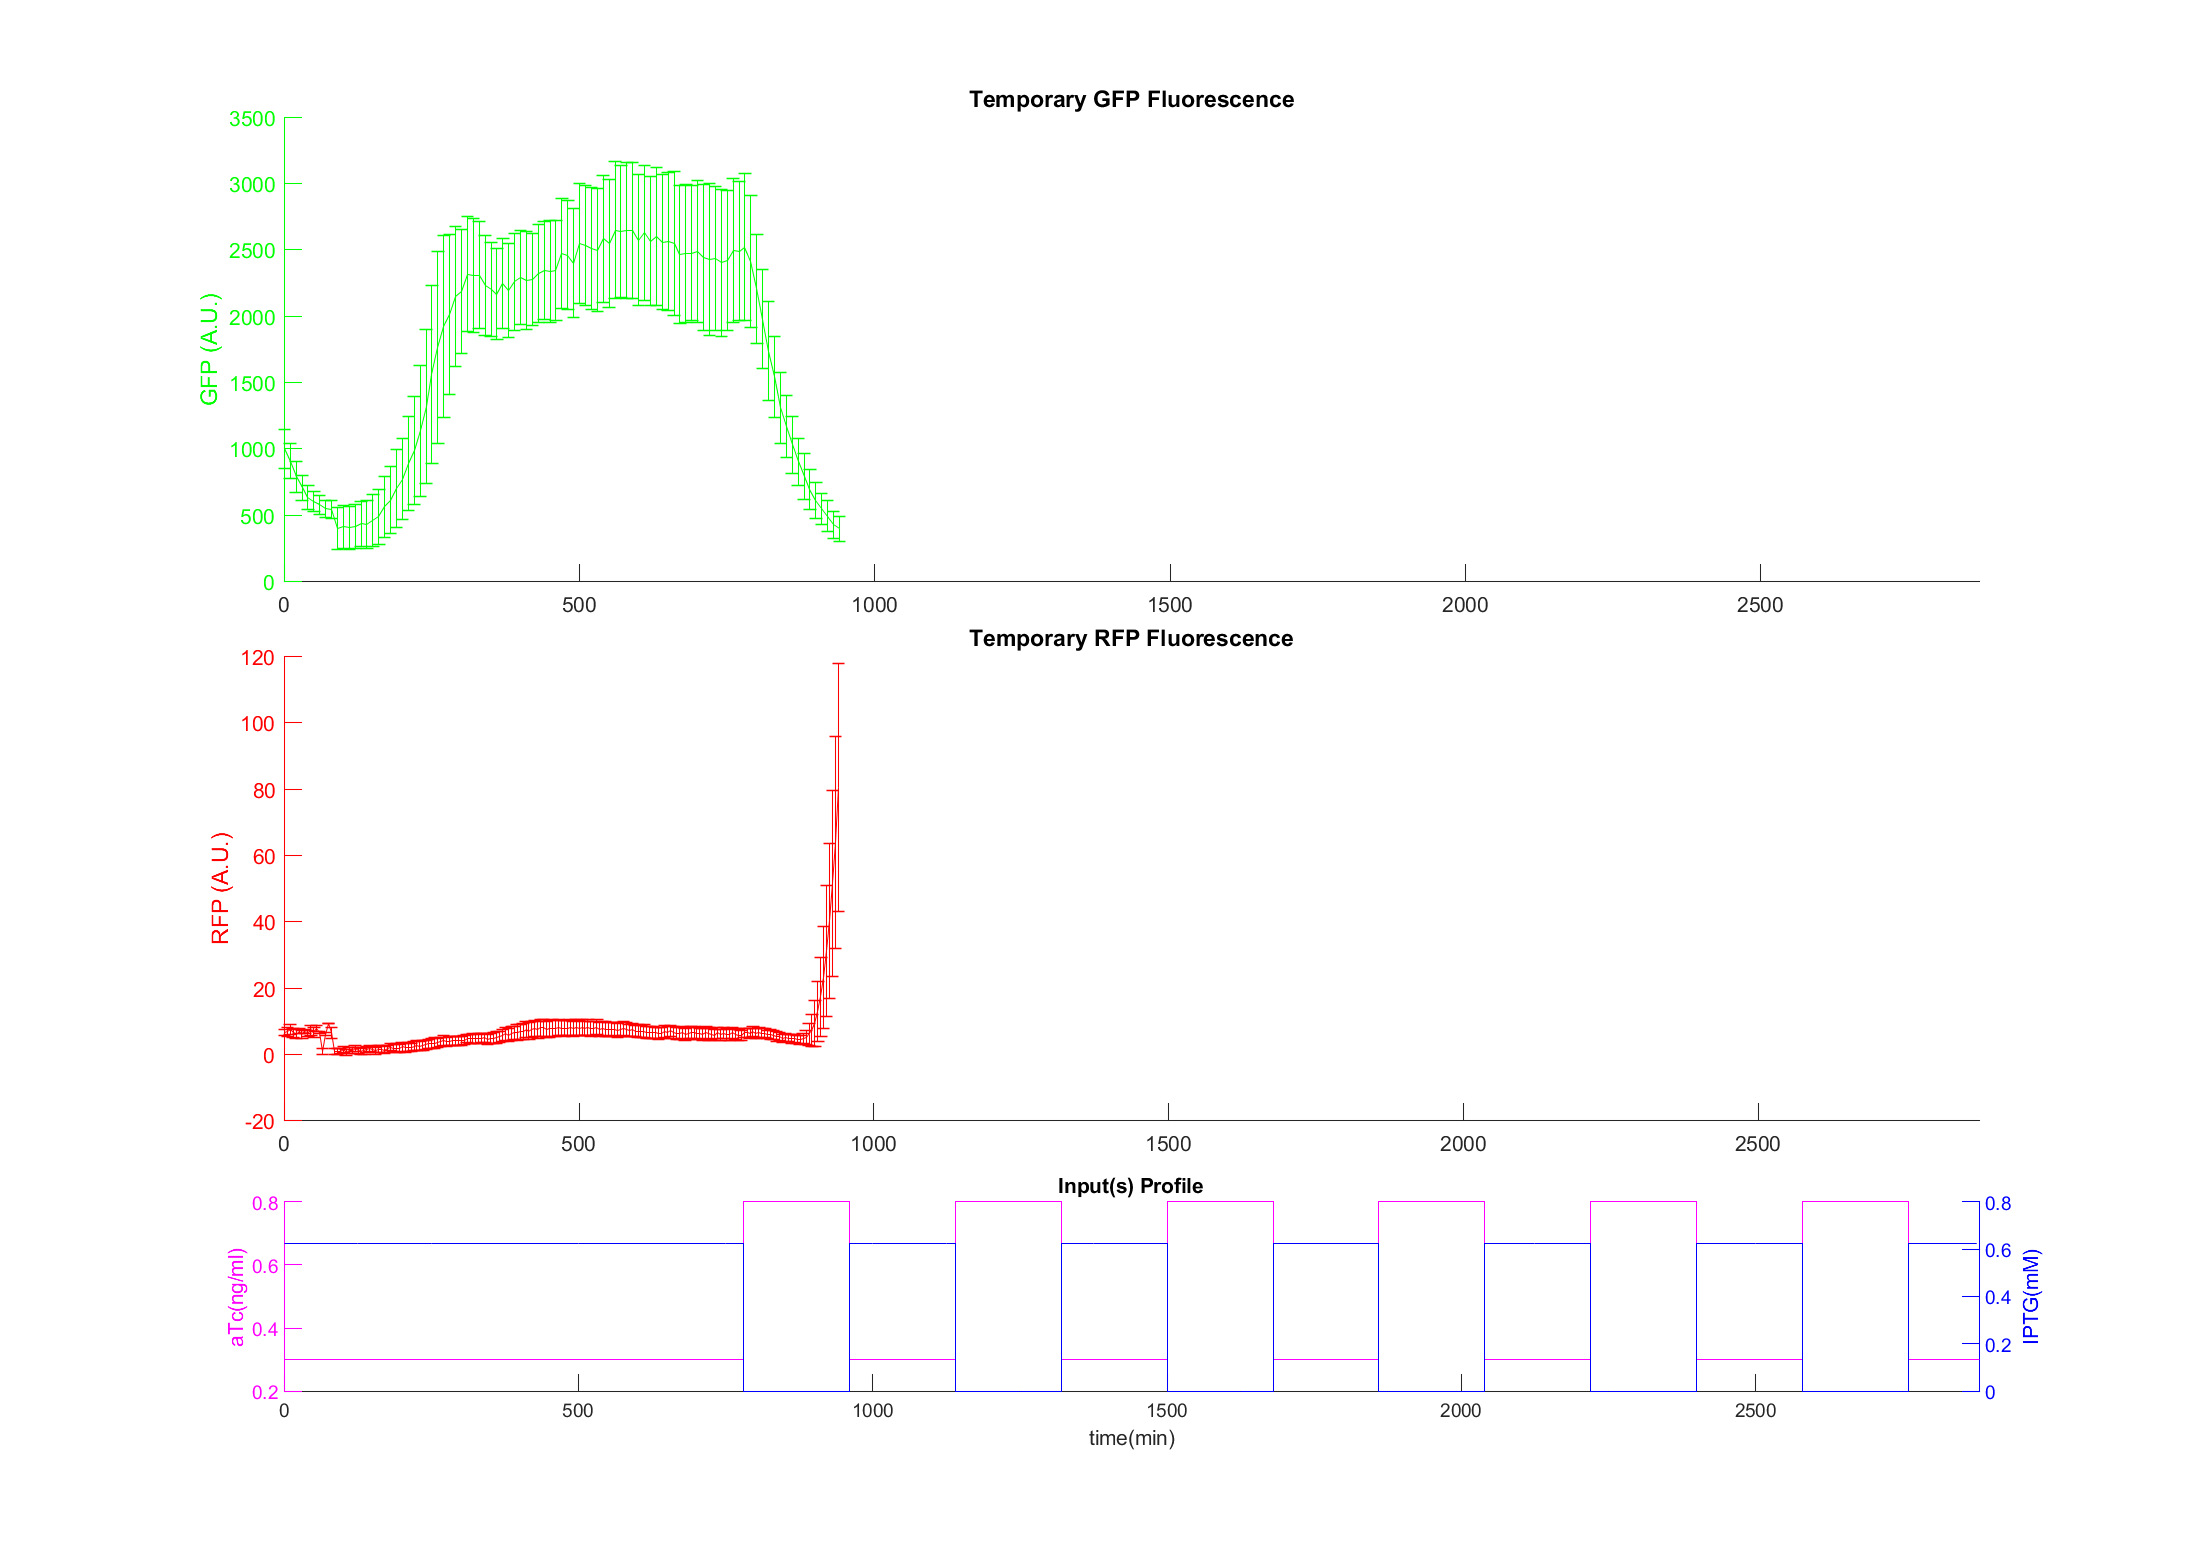 Temporary GFP Fluorescence
3500
3000
2500
2000
1500
1000
500
0
GFP (A.U.)
0 500 1000 1500 2000 2500
Temporary RFP Fluorescence
120
100
80
60
40
20
0
-20
RFP (A.U.)
0 500 1000 1500 2000 2500
Input(s) Profile
0.8
0.6
0.4
0.2
aTc(ng/ml)
0.8
0.6
0.4
0.2
0
IPTG(mM)
0 500 1000 1500 2000 2500
time(min)